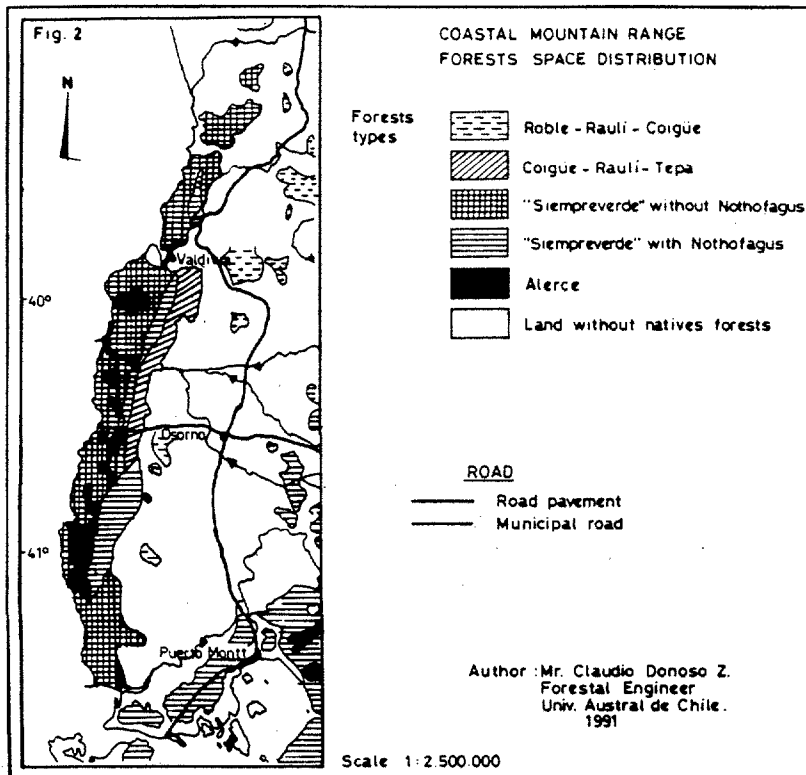 Fig. 2
N
40°
41°
Valdivi
Osorno
Puerto Montt
COASTAL MOUNTAIN RANGE
FORESTS SPACE DISTRIBUTION
Forests
types
Roble-Raulí-Coigüe
Coigüe-Raulí-Tepa
"Siempreverde" without Nothofagus
"Siempreverde" with Nothofagus
Alerce
Land without natives forests
ROAD
Road pavement
Municipal road
Author : Mr. Claudio Donoso Z.
Forestal Engineer
Univ. Austral de Chile.
1991
Scale 1:2.500.000